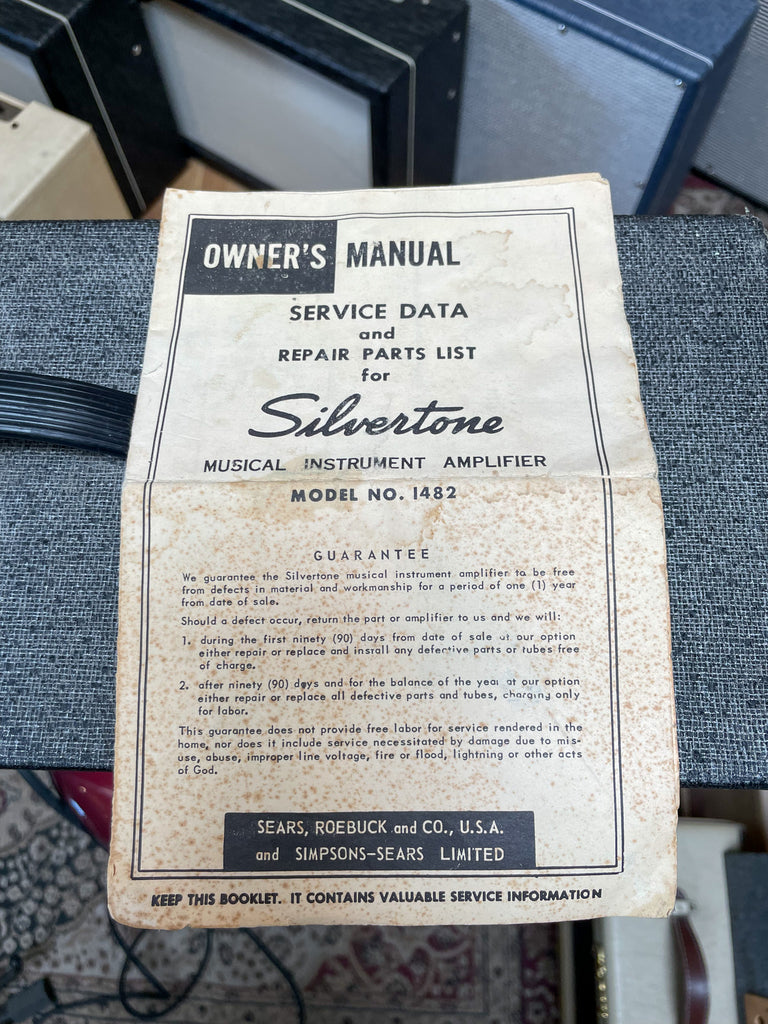 OWNER'S MANUAL
SERVICE DATA
and
REPAIR PARTS LIST
for
Silvertone
MUSICAL INSTRUMENT AMPLIFIER
MODEL NO. 1482
GUARANTEE
We guarantee the Silvertone musical instrument amplifier to be free
from defects in material and workmanship for a period of one (1) year
from date of sale.
Should a defect occur, return the part or amplifier to us and we will:
1. during the first ninety (90) days from date of sale at our option
either repair or replace and install any defective parts or tubes free
of charge.
2. after ninety (90) days and for the balance of the year at our option
either repair or replace all defective parts and tubes, charging only
for labor.
This guarantee does not provide free labor for service rendered in the
home, nor does it include service necessitated by damage due to mis-
use, abuse, improper line voltage, fire or flood, lightning or other acts
of God.
SEARS, ROEBUCK and CO., U.S.A.
and SIMPSONS-SEARS LIMITED
KEEP THIS BOOKLET. IT CONTAINS VALUABLE SERVICE INFORMATION